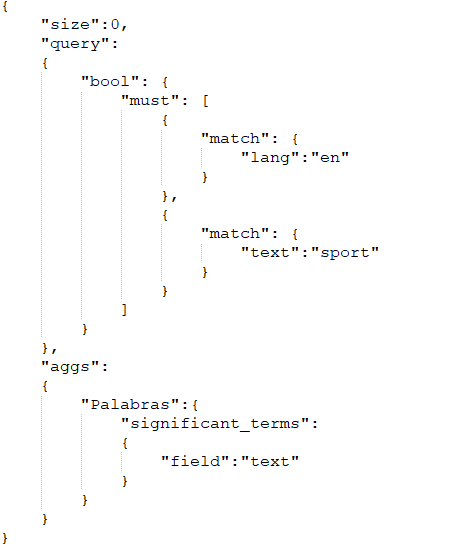 {
    "size":0,
    "query":
    {
        "bool": {
            "must": [
                {
                    "match": {
                        "lang":"en"
                    }
                },
                {
                    "match": {
                        "text":"sport"
                    }
                }
            ]
        }
    },
    "aggs":
    {
        "Palabras":{
            "significant_terms":
            {
                "field":"text"
            }
        }
    }
}